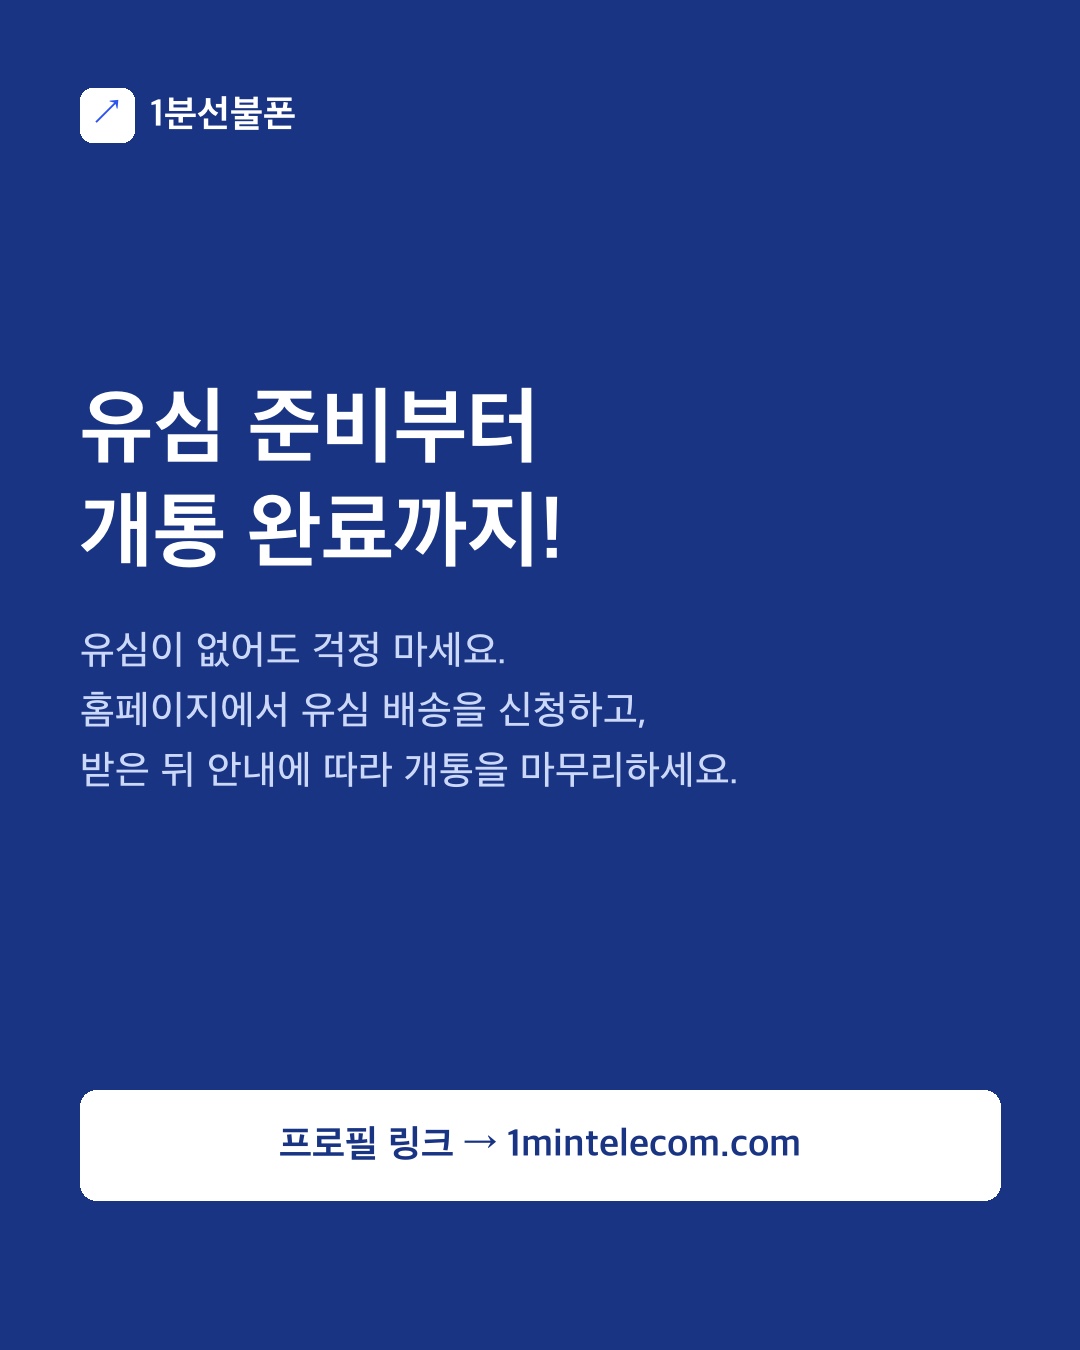 ↗ 1분선불폰
유심 준비부터
개통 완료까지!
유심이 없어도 걱정 마세요.
홈페이지에서 유심 배송을 신청하고,
받은 뒤 안내에 따라 개통을 마무리하세요.
프로필 링크 → 1mintelecom.com